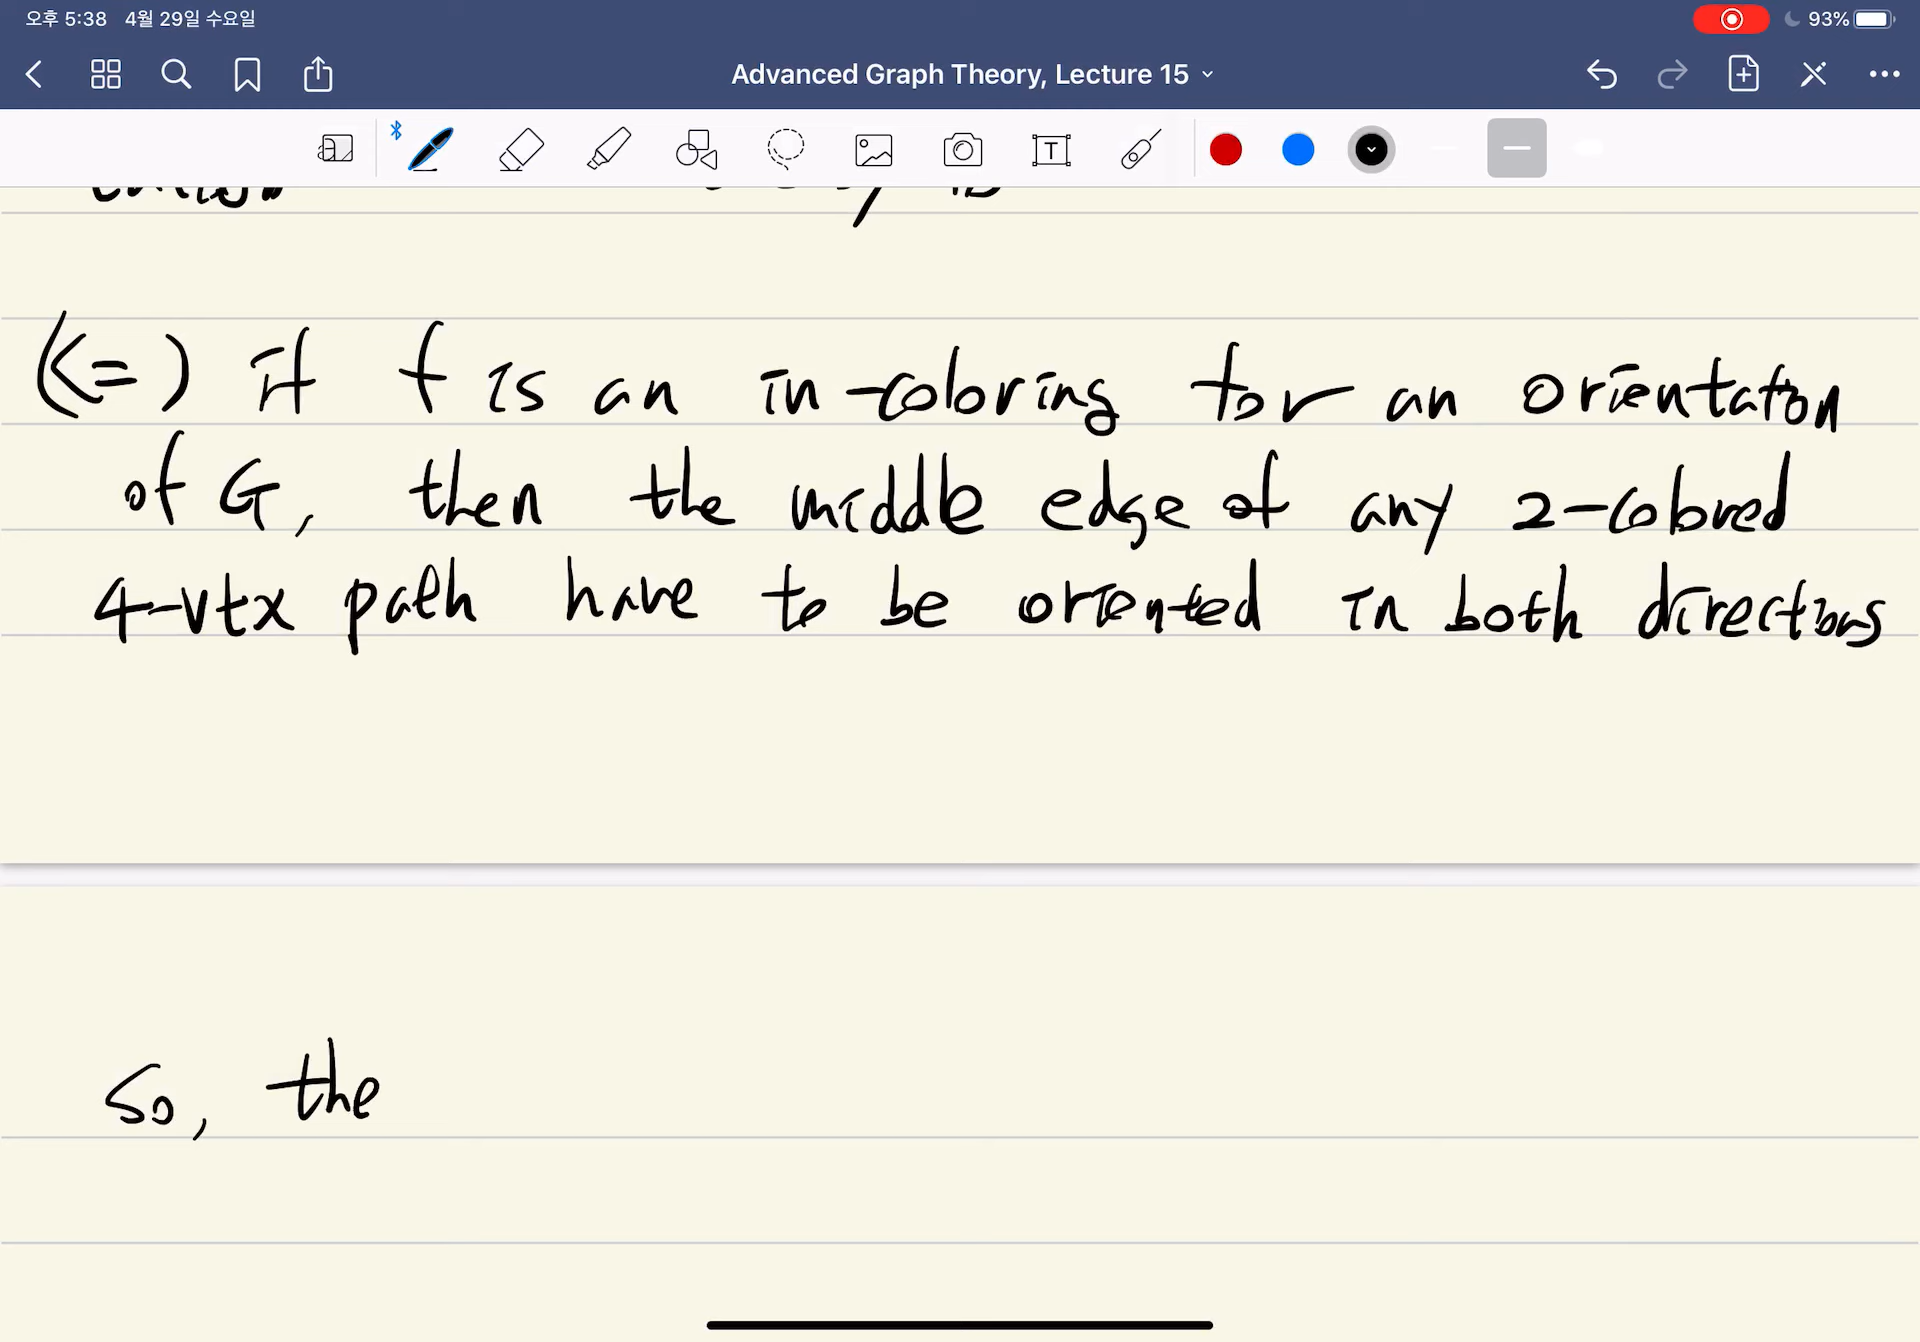 오후 5:38 4월 29일 수요일
93%
Advanced Graph Theory, Lecture 15
(<=) if f is an in-coloring for an orientation
of G, then the middle edge of any 2-colored
4-vtx path have to be oriented in both directions
So, the